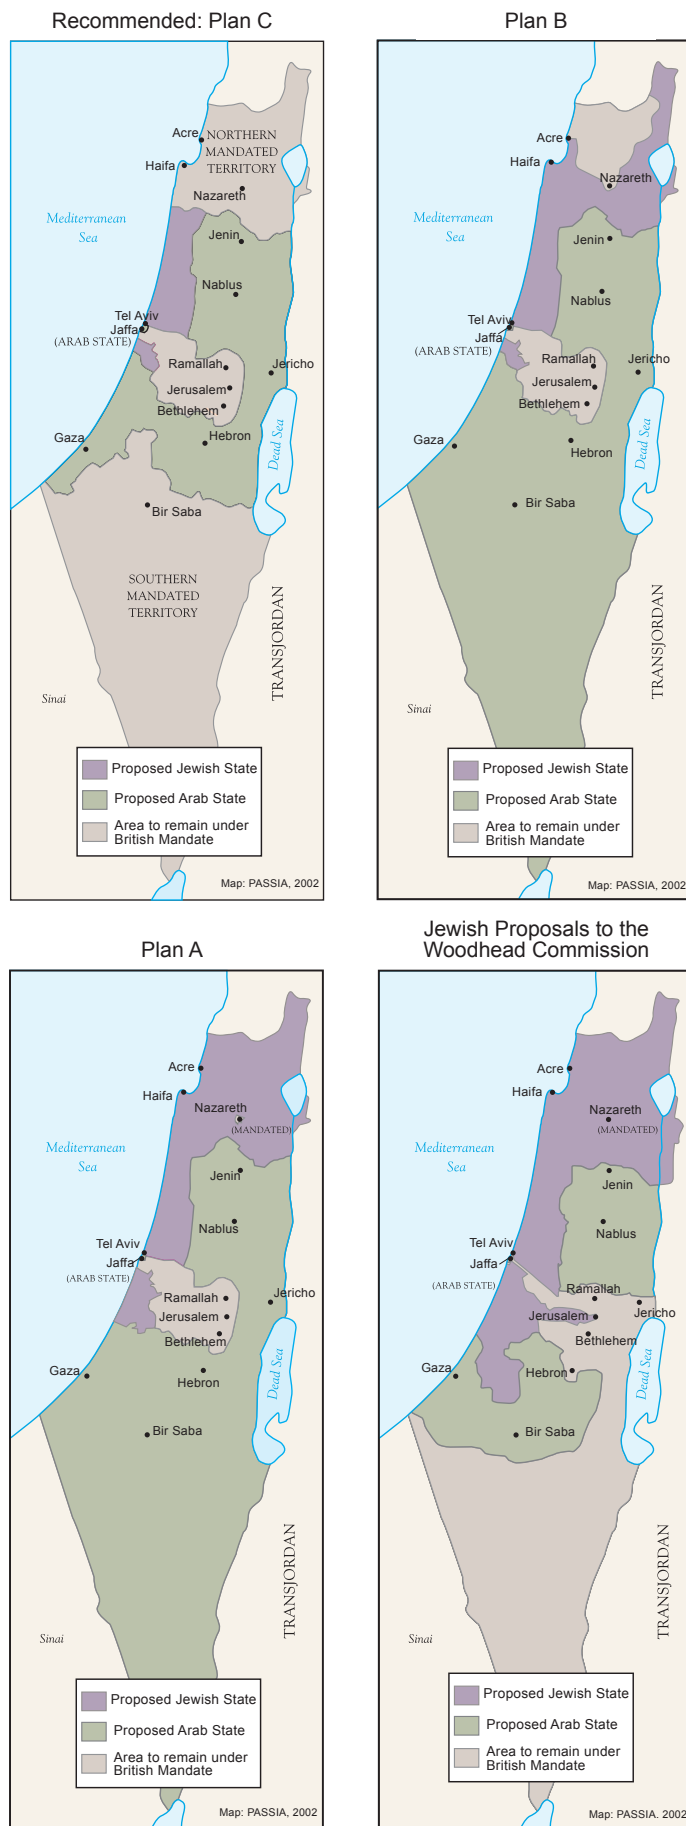 Recommended: Plan C
Acre
NORTHERN
MANDATED
TERRITORY
Haifa
Nazareth
Mediterranean
Sea
Jenin
Nablus
Tel Aviv
Jaffa
(ARAB STATE)
Ramallah
Jericho
Jerusalem
Bethlehem
Gaza
Hebron
Dead Sea
Bir Saba
SOUTHERN
MANDATED
TERRITORY
TRANSJORDAN
Sinai
Proposed Jewish State
Proposed Arab State
Area to remain under
British Mandate
Map: PASSIA, 2002
Plan B
Acre
Haifa
Nazareth
Mediterranean
Sea
Jenin
Nablus
Tel Aviv
Jaffa
(ARAB STATE)
Ramallah
Jericho
Jerusalem
Bethlehem
Gaza
Hebron
Dead Sea
Bir Saba
TRANSJORDAN
Sinai
Proposed Jewish State
Proposed Arab State
Area to remain under
British Mandate
Map: PASSIA, 2002
Plan A
Acre
Haifa
Nazareth
(MANDATED)
Mediterranean
Sea
Jenin
Nablus
Tel Aviv
Jaffa
(ARAB STATE)
Ramallah
Jericho
Jerusalem
Bethlehem
Gaza
Hebron
Dead Sea
Bir Saba
TRANSJORDAN
Sinai
Proposed Jewish State
Proposed Arab State
Area to remain under
British Mandate
Map: PASSIA, 2002
Jewish Proposals to the
Woodhead Commission
Acre
Haifa
Nazareth
(MANDATED)
Mediterranean
Sea
Jenin
Nablus
Tel Aviv
Jaffa
(ARAB STATE)
Ramallah
Jericho
Jerusalem
Bethlehem
Gaza
Hebron
Dead Sea
Bir Saba
TRANSJORDAN
Sinai
Proposed Jewish State
Proposed Arab State
Area to remain under
British Mandate
Map: PASSIA. 2002